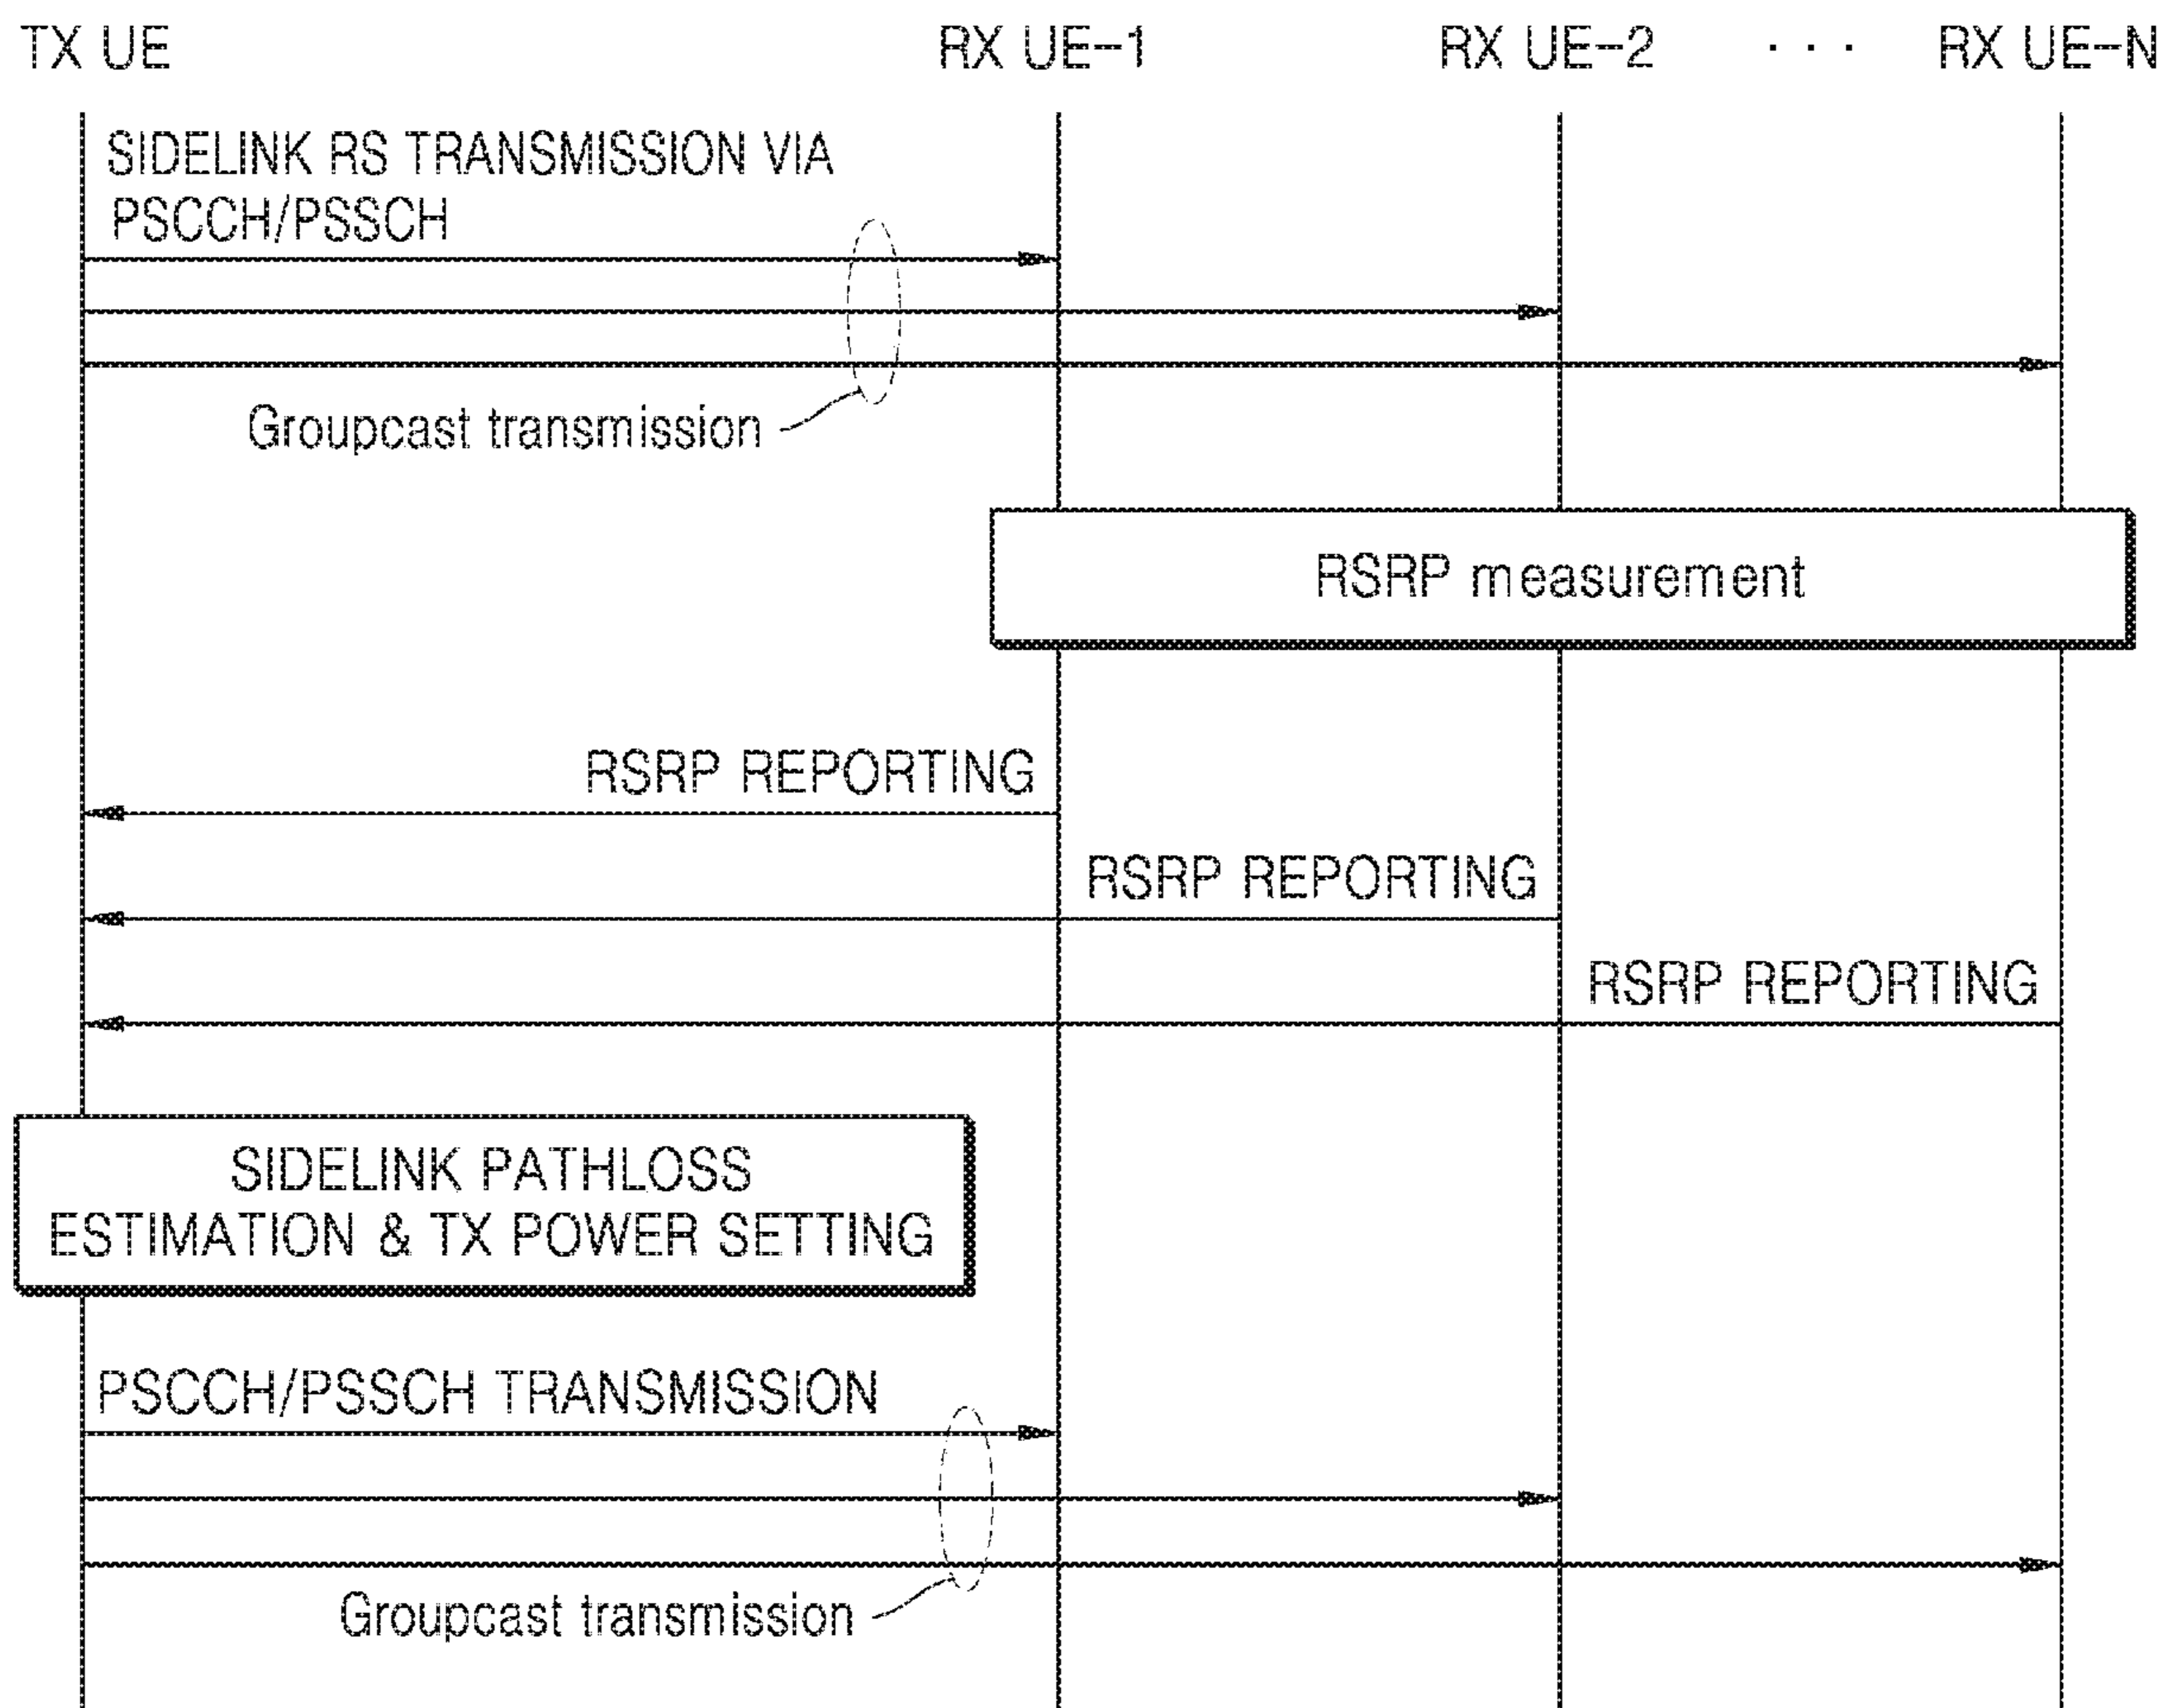 TX UE
RX UE-1
RX UE-2
· · ·
RX UE-N
SIDELINK RS TRANSMISSION VIA
PSCCH/PSSCH
Groupcast transmission
RSRP measurement
RSRP REPORTING
RSRP REPORTING
RSRP REPORTING
SIDELINK PATHLOSS
ESTIMATION & TX POWER SETTING
PSCCH/PSSCH TRANSMISSION
Groupcast transmission